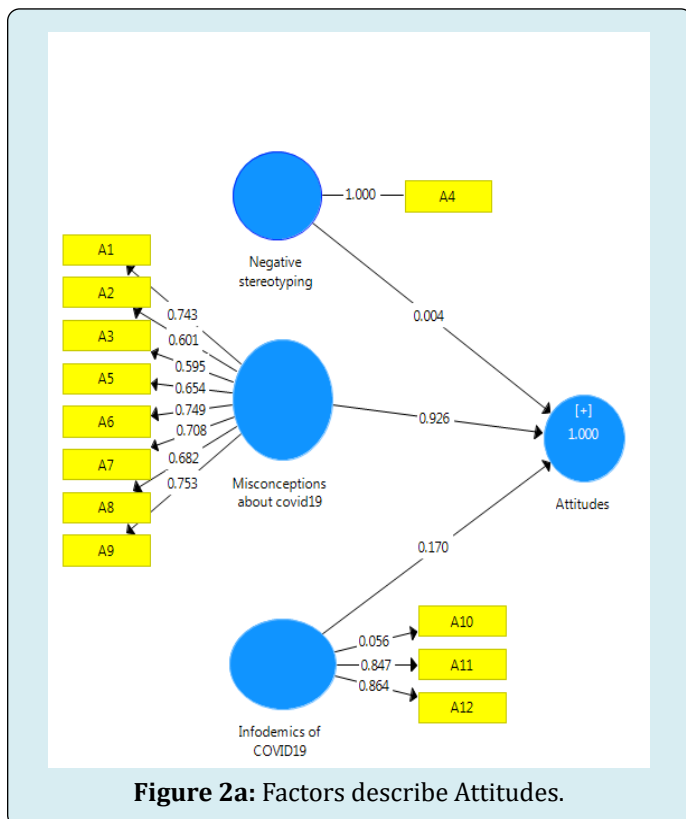 1.000
A4
Negative
stereotyping
0.004
A1
A2
A3
A5
A6
A7
A8
A9
0.743
0.601
0.595
0.654
0.749
0.708
0.682
0.753
Misconceptions
about covid19
0.926
[+]
1.000
Attitudes
0.170
Infodemics of
COVID19
0.056
0.847
0.864
A10
A11
A12
Figure 2a: Factors describe Attitudes.